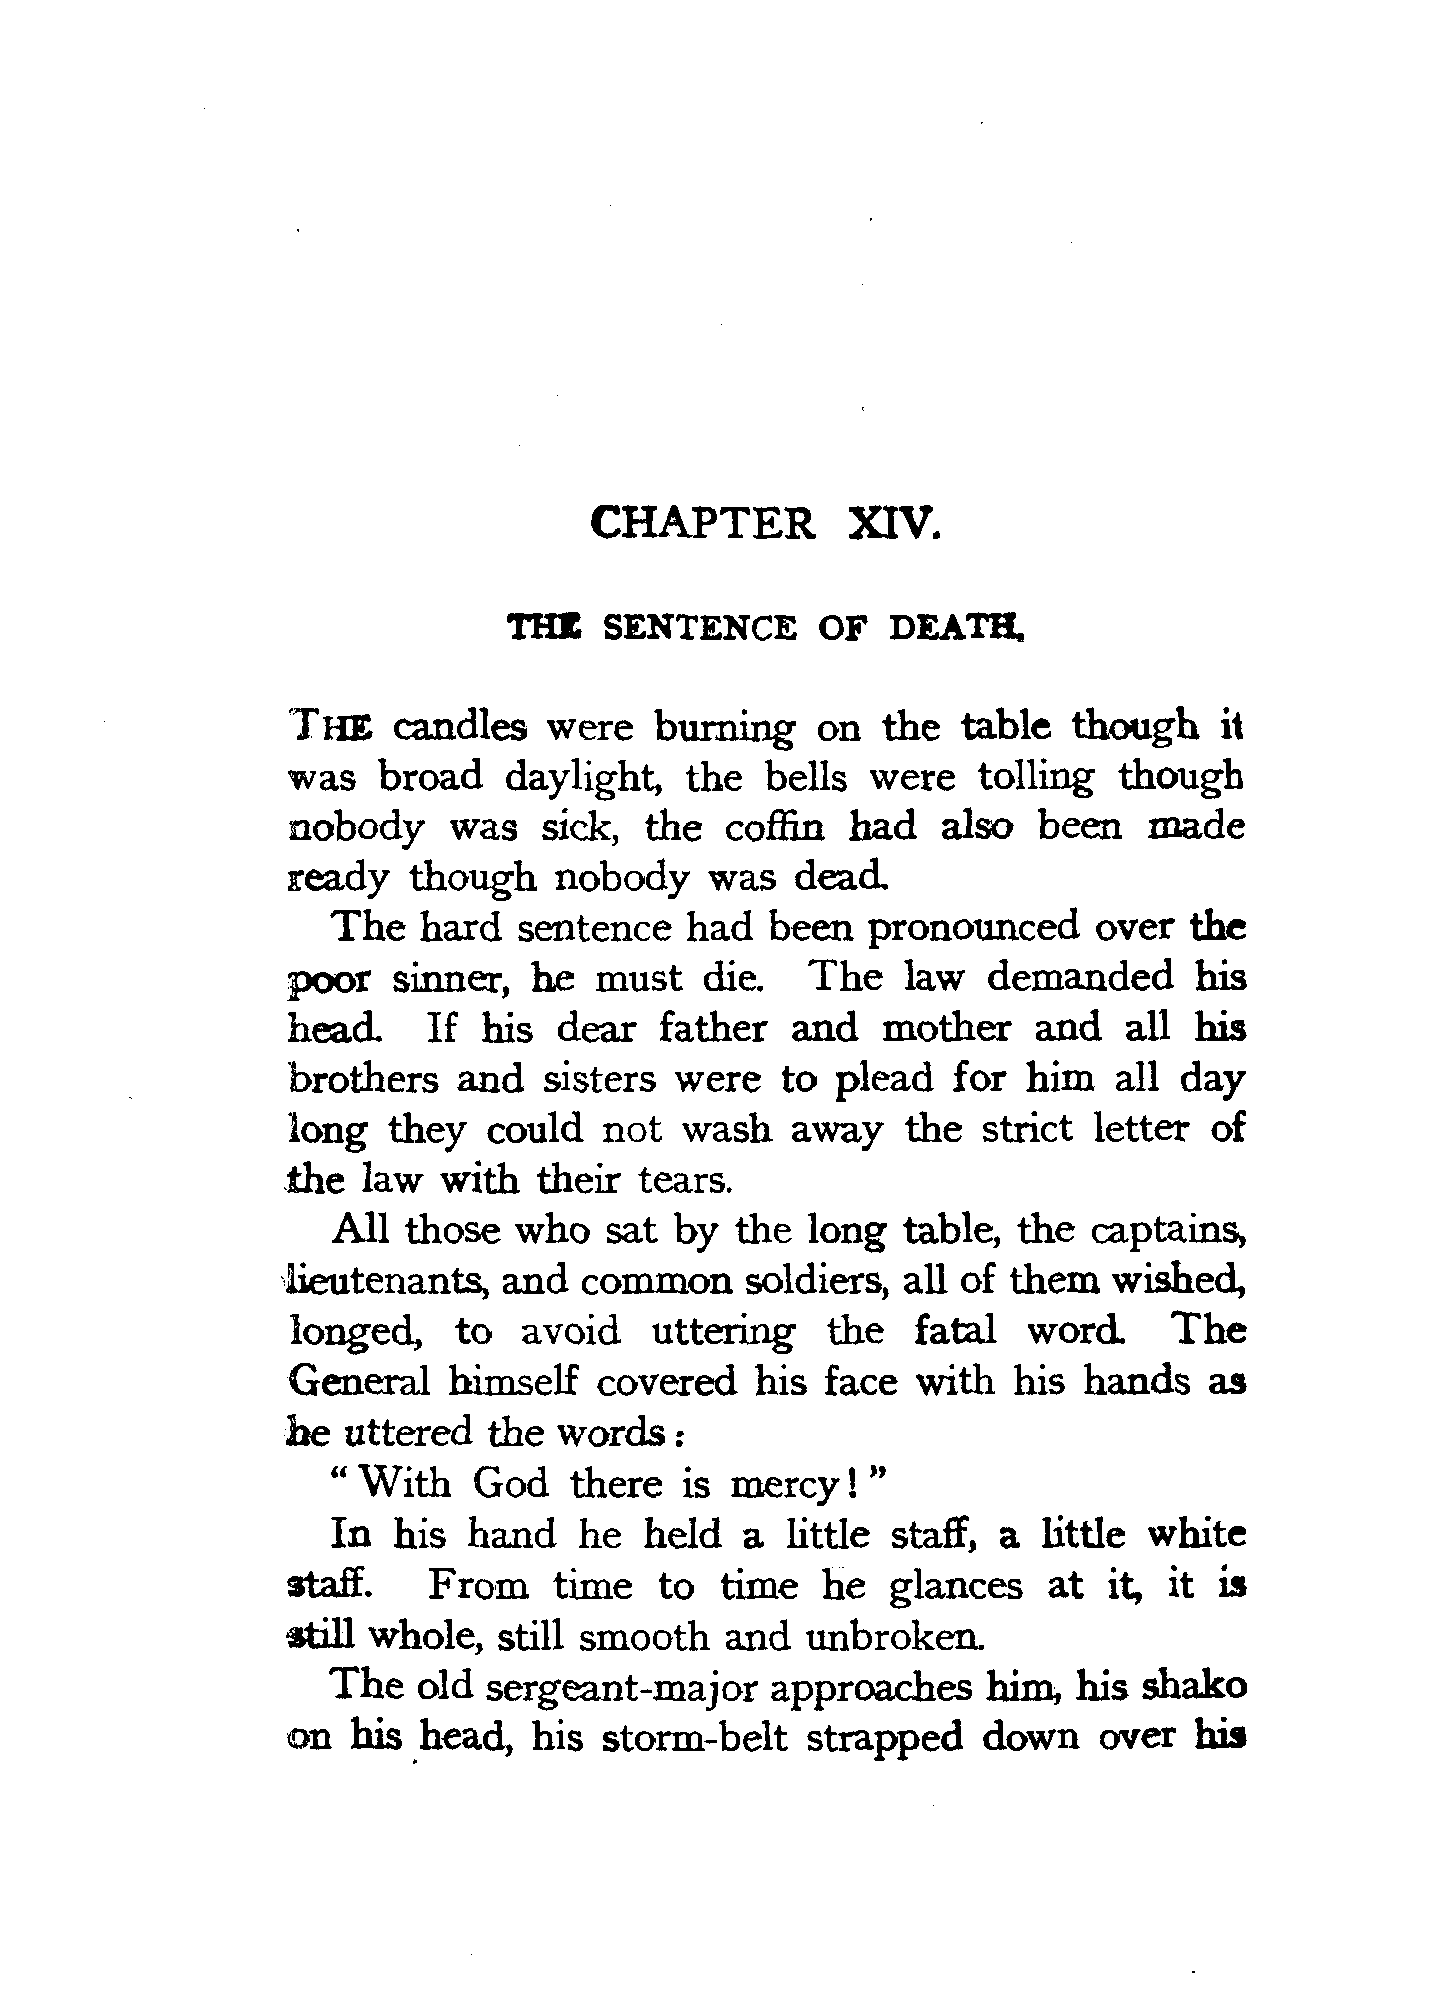 CHAPTER XIV.
THE SENTENCE OF DEATH.
THE candles were burning on the table though it
was broad daylight, the bells were tolling though
nobody was sick, the coffin had also been made
ready though nobody was dead.
The hard sentence had been pronounced over the
poor sinner, he must die. The law demanded his
head. If his dear father and mother and all his
brothers and sisters were to plead for him all day
long they could not wash away the strict letter of
the law with their tears.
All those who sat by the long table, the captains,
lieutenants, and common soldiers, all of them wished,
longed, to avoid uttering the fatal word. The
General himself covered his face with his hands as
he uttered the words:
"With God there is mercy!"
In his hand he held a little staff, a little white
staff. From time to time he glances at it, it is
still whole, still smooth and unbroken.
The old sergeant-major approaches him, his shako
on his head, his storm-belt strapped down over his